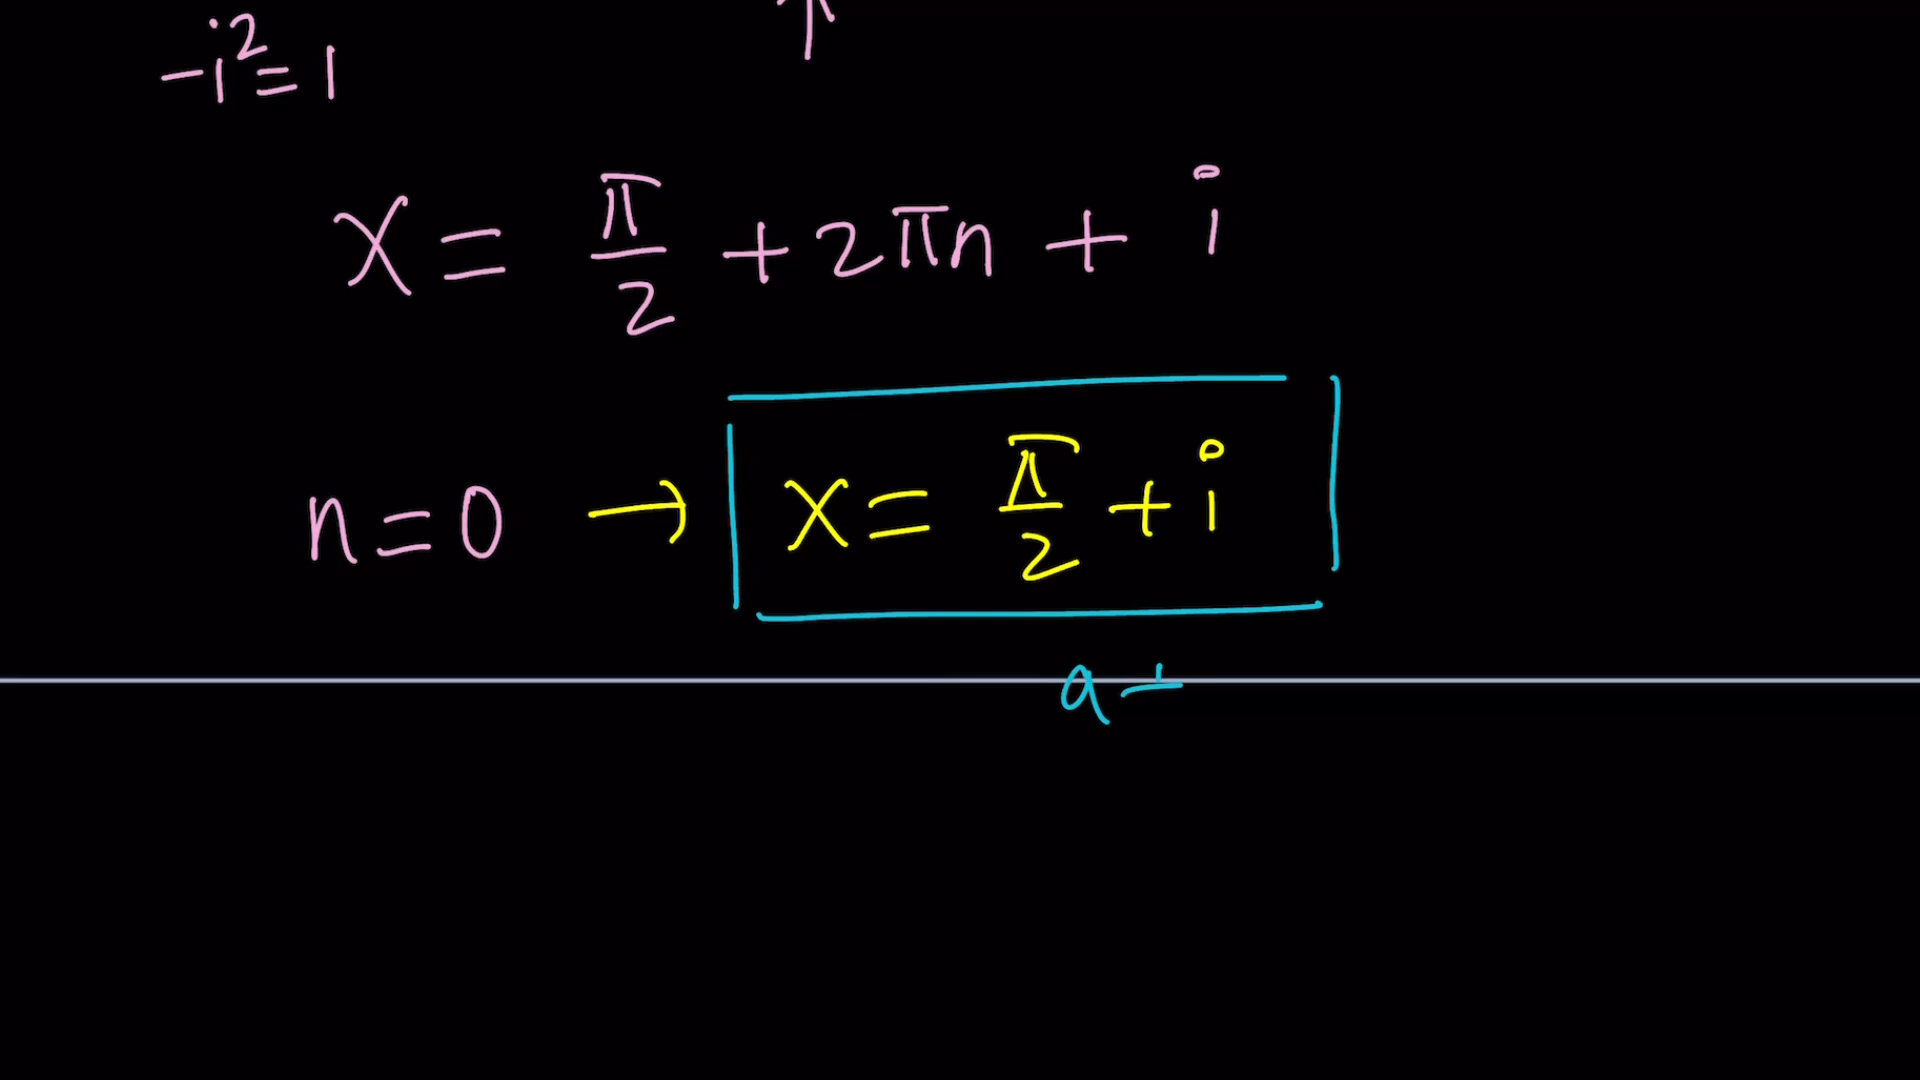 -i²=1
x = π/2 + 2πn + i
n=0 → x = π/2 + i
a+